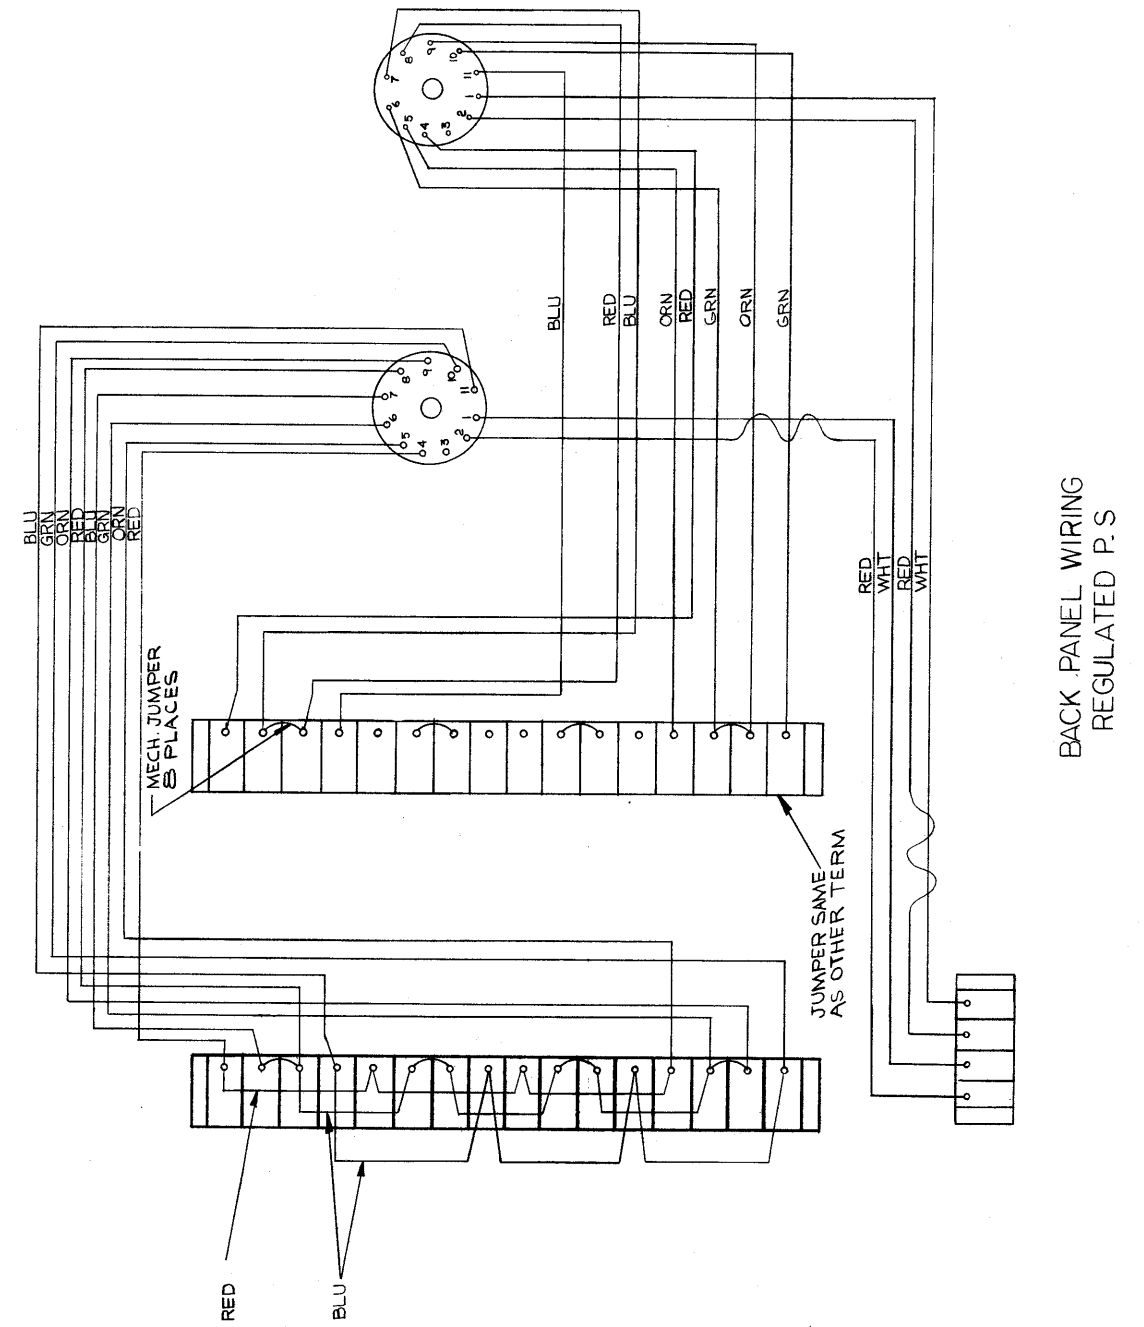 9
8
10
7
11
6
1
5
2
4
3
BLU
RED
BLU
ORN
RED
GRN
ORN
GRN
9
8
10
7
11
6
1
5
2
4
3
BLU
GRN
ORN
RED
BLU
GRN
ORN
RED
RED
WHT
RED
WHT
MECH. JUMPER
8 PLACES
JUMPER SAME
AS OTHER TERM
RED
BLU
BACK PANEL WIRING
REGULATED P.S